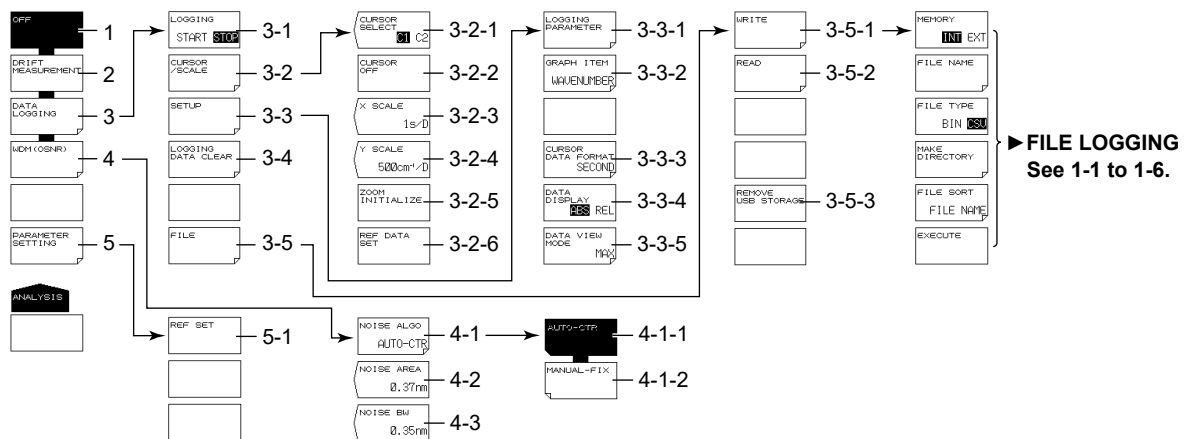 OFF
1
DRIFT
MEASUREMENT
2
DATA
LOGGING
3
WDM(OSNR)
4
PARAMETER
SETTING
5
ANALYSIS
LOGGING
START STOP
3-1
CURSOR
/SCALE
3-2
SETUP
3-3
LOGGING
DATA CLEAR
3-4
FILE
3-5
REF SET
5-1
CURSOR
SELECT
C1 C2
3-2-1
CURSOR
OFF
3-2-2
X SCALE
1s/D
3-2-3
Y SCALE
500cm⁻¹/D
3-2-4
ZOOM
INITIALIZE
3-2-5
REF DATA
SET
3-2-6
NOISE ALGO
AUTO-CTR
4-1
NOISE AREA
0.37nm
4-2
NOISE BW
0.35nm
4-3
LOGGING
PARAMETER
3-3-1
GRAPH ITEM
WAVENUMBER
3-3-2
CURSOR
DATA FORMAT
SECOND
3-3-3
DATA
DISPLAY
ABS REL
3-3-4
DATA VIEW
MODE
MAX
3-3-5
AUTO-CTR
4-1-1
MANUAL-FIX
4-1-2
WRITE
3-5-1
READ
3-5-2
REMOVE
USB STORAGE
3-5-3
MEMORY
INT EXT
FILE NAME
FILE TYPE
BIN CSV
MAKE
DIRECTORY
FILE SORT
FILE NAME
EXECUTE
►FILE LOGGING
See 1-1 to 1-6.